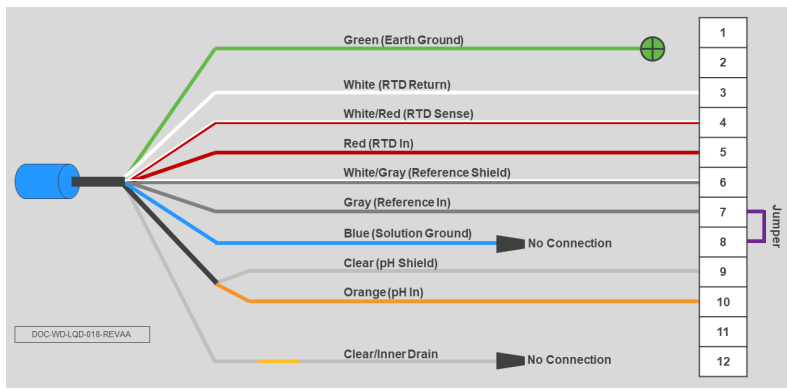 Green (Earth Ground)
1
2
White (RTD Return)
3
White/Red (RTD Sense)
4
Red (RTD In)
5
White/Gray (Reference Shield)
6
Gray (Reference In)
7
Jumper
Blue (Solution Ground)
No Connection
8
Clear (pH Shield)
9
Orange (pH In)
10
DOC-WD-LQD-018-REVAA
11
Clear/Inner Drain
No Connection
12